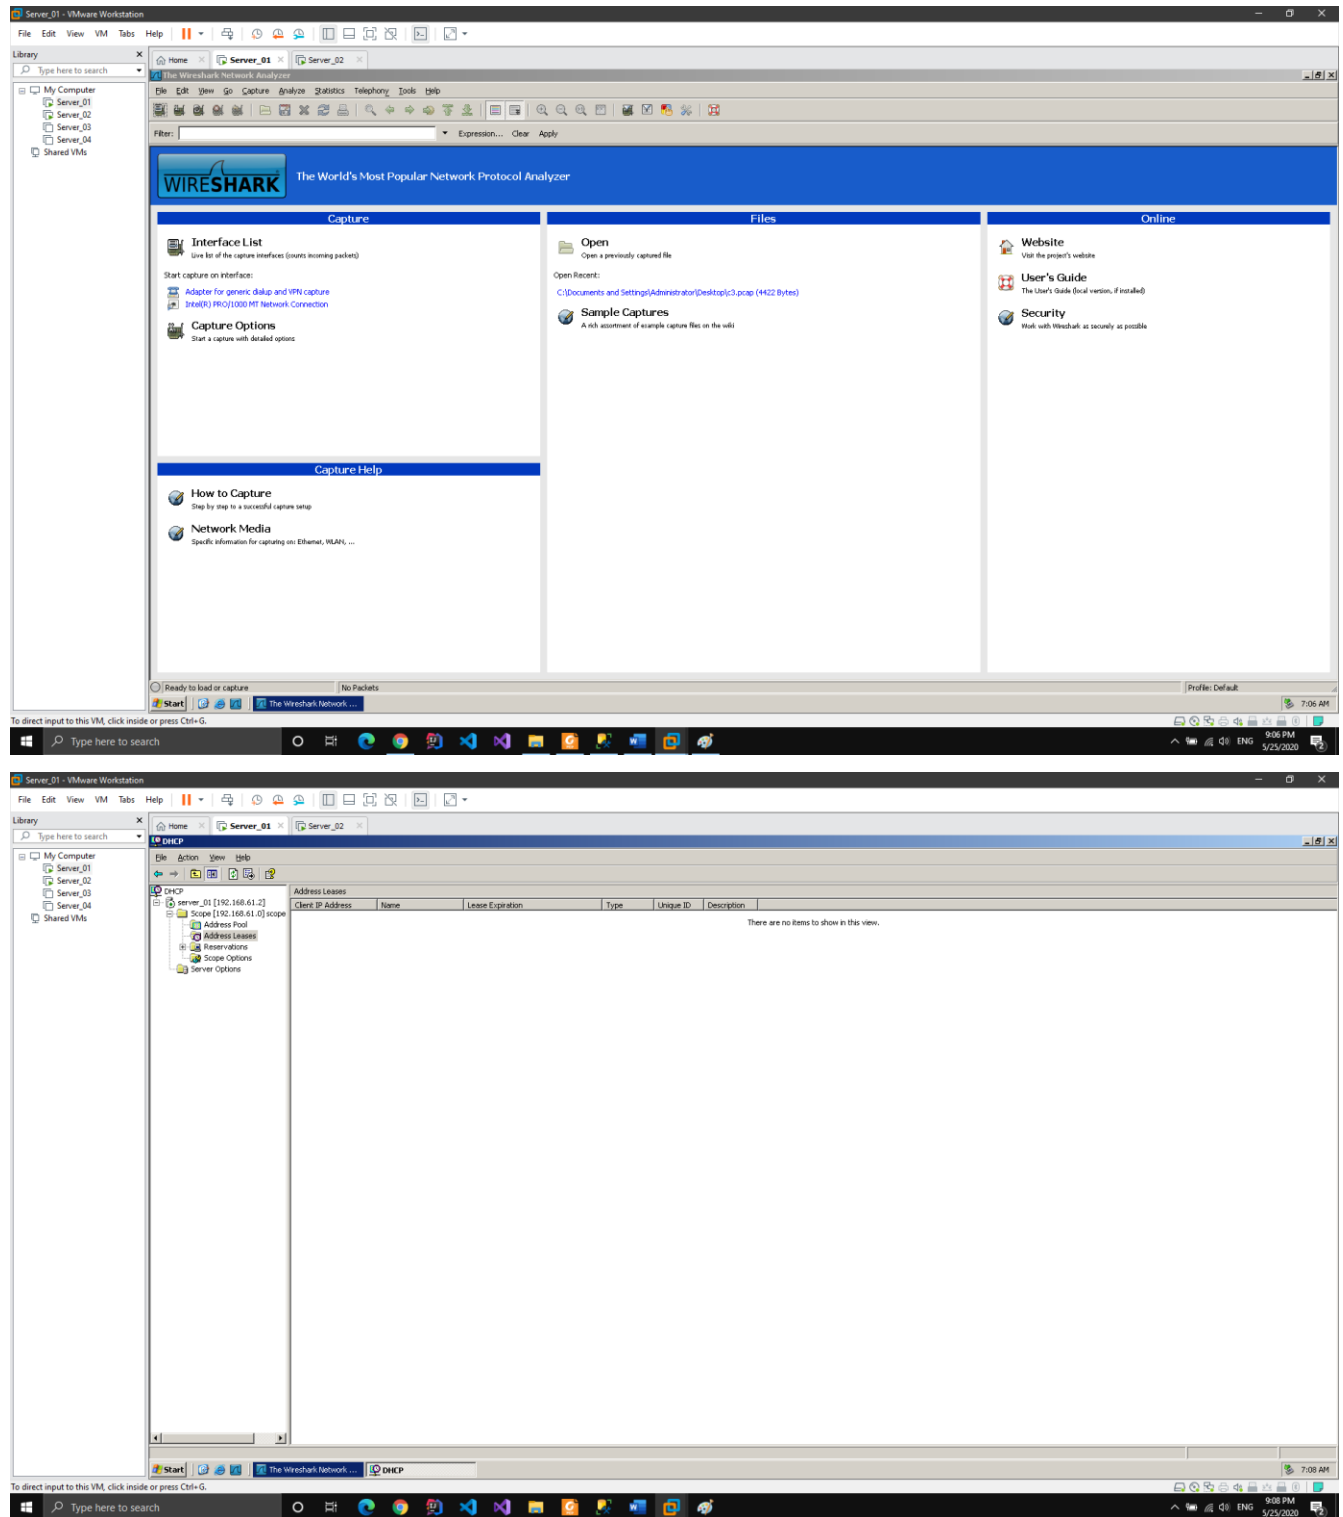 Server_01 - VMware Workstation
File Edit View VM Tabs Help
Library
Type here to search
My Computer
Server_01
Server_02
Server_03
Server_04
Shared VMs
Home Server_01 Server_02
The Wireshark Network Analyzer
File Edit View Go Capture Analyze Statistics Telephony Tools Help
Filter: Expression... Clear Apply
WIRESHARK The World's Most Popular Network Protocol Analyzer
Capture
Interface List
Live list of the capture interfaces (counts incoming packets)
Start capture on interface:
Adapter for generic dialup and VPN capture
Intel(R) PRO/1000 MT Network Connection
Capture Options
Start a capture with detailed options
Capture Help
How to Capture
Step by step to a successful capture setup
Network Media
Specific information for capturing on: Ethernet, WLAN, ...
Files
Open
Open a previously captured file
Open Recent:
C:\Documents and Settings\Administrator\Desktop\c3.pcap (4422 Bytes)
Sample Captures
A rich assortment of example capture files on the wiki
Online
Website
Visit the project's website
User's Guide
The User's Guide (local version, if installed)
Security
Work with Wireshark as securely as possible
Ready to load or capture No Packets Profile: Default
Start The Wireshark Network ... 7:06 AM
To direct input to this VM, click inside or press Ctrl+G.
Type here to search ENG 9:06 PM
5/25/2020
Server_01 - VMware Workstation
File Edit View VM Tabs Help
Library
Type here to search
My Computer
Server_01
Server_02
Server_03
Server_04
Shared VMs
Home Server_01 Server_02
DHCP
File Action View Help
DHCP
server_01 [192.168.61.2]
Scope [192.168.61.0] scope
Address Pool
Address Leases
Reservations
Scope Options
Server Options
Address Leases
Client IP Address Name Lease Expiration Type Unique ID Description
There are no items to show in this view.
Start The Wireshark Network ... DHCP 7:08 AM
To direct input to this VM, click inside or press Ctrl+G.
Type here to search ENG 9:08 PM
5/25/2020